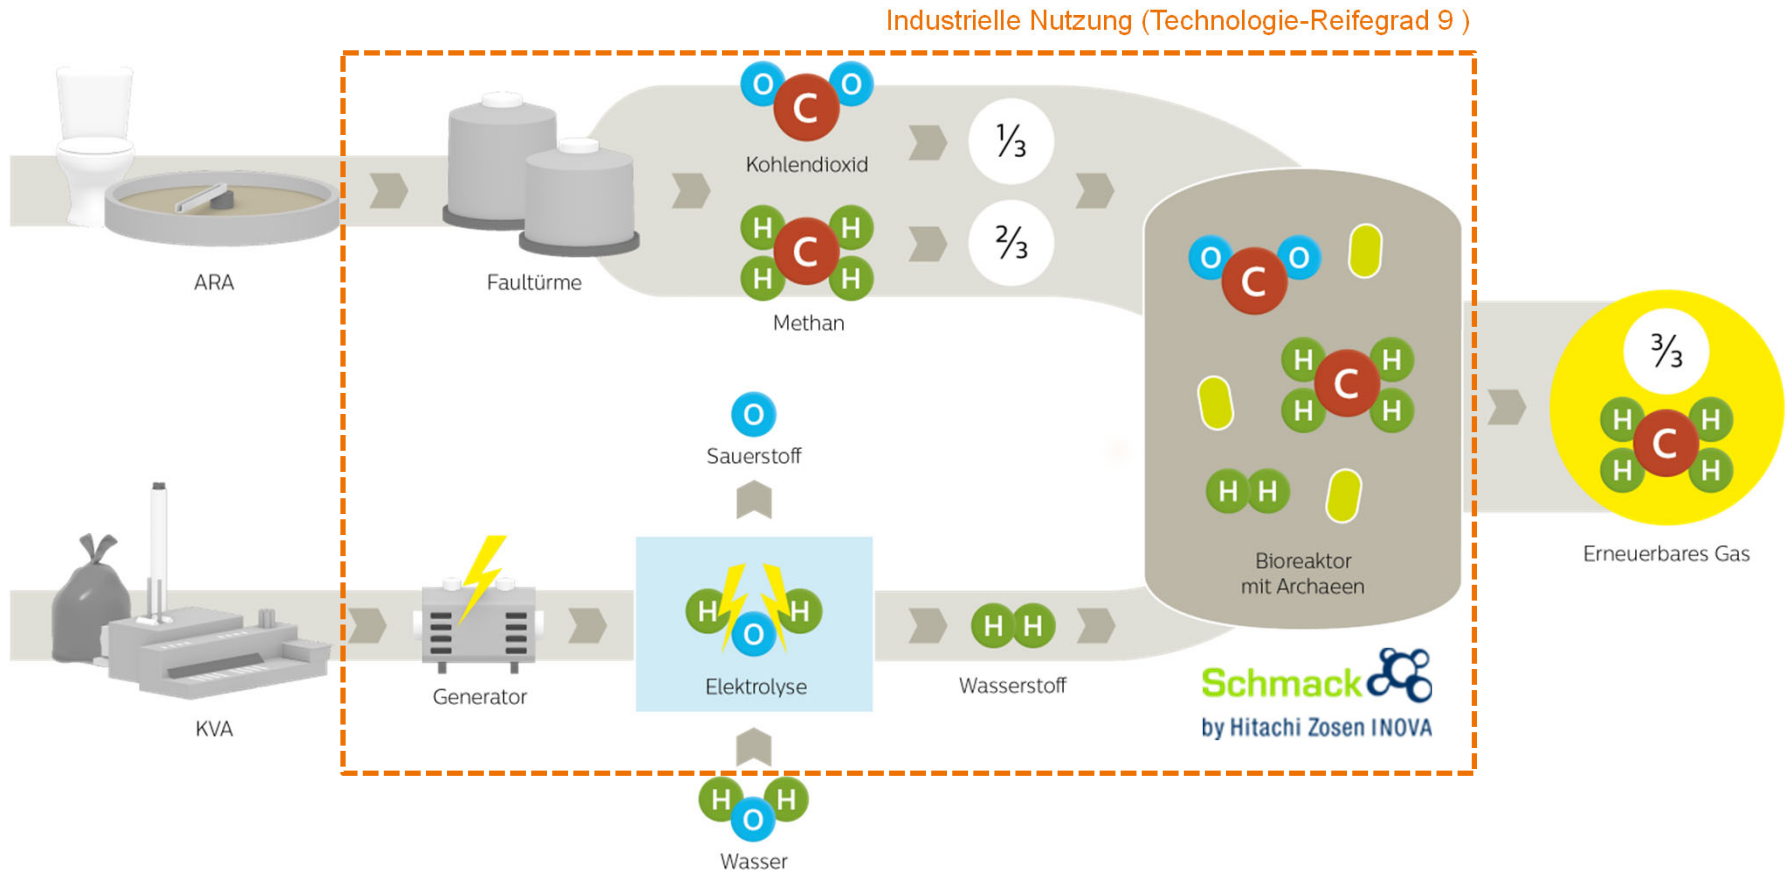 Industrielle Nutzung (Technologie-Reifegrad 9 )
O O
C
Kohlendioxid
1/3
H H
C
H H
Methan
2/3
ARA
Faultürme
O O
C
H H
C
H H
H H
Bioreaktor
mit Archaeen
3/3
H H
C
H H
Erneuerbares Gas
O
Sauerstoff
H H
O
Elektrolyse
H H
Wasserstoff
Generator
KVA
Schmack
by Hitachi Zosen INOVA
H H
O
Wasser